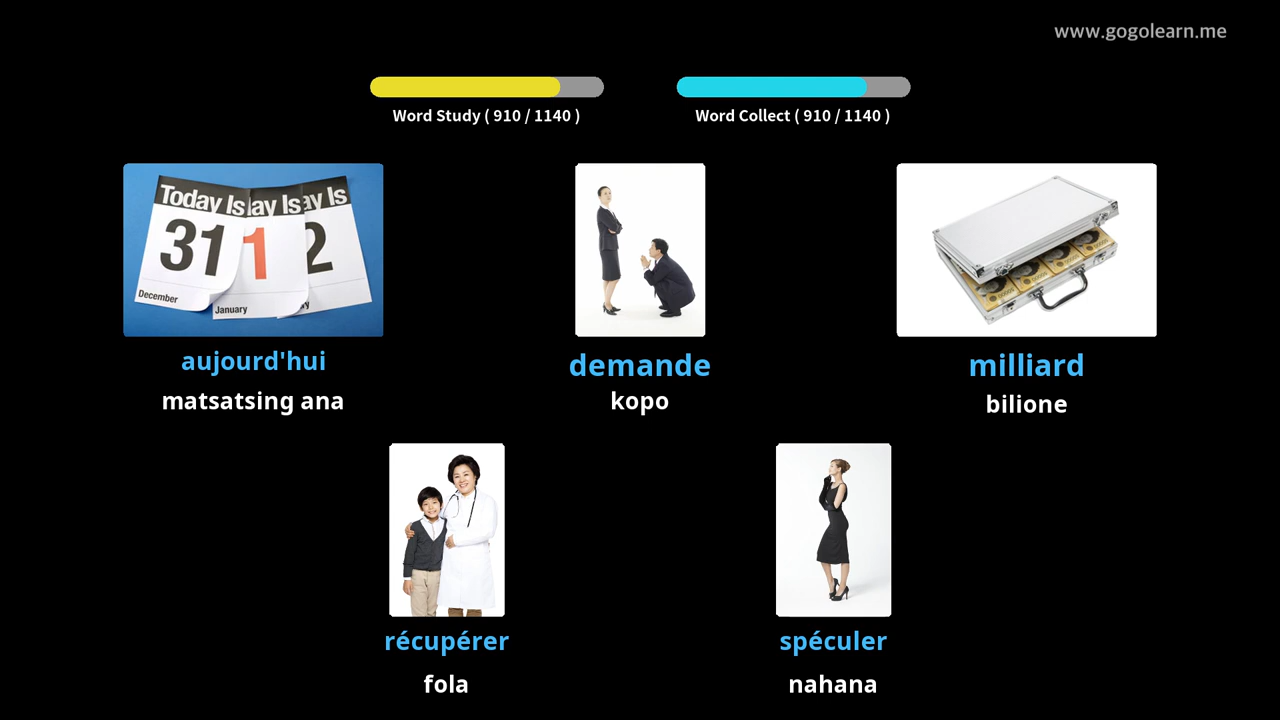 www.gogolearn.me
Word Study ( 910 / 1140 )
Word Collect ( 910 / 1140 )
Today Is
ay Is
ay Is
31
1
2
December
January
aujourd'hui
demande
milliard
matsatsing ana
kopo
bilione
récupérer
spéculer
fola
nahana